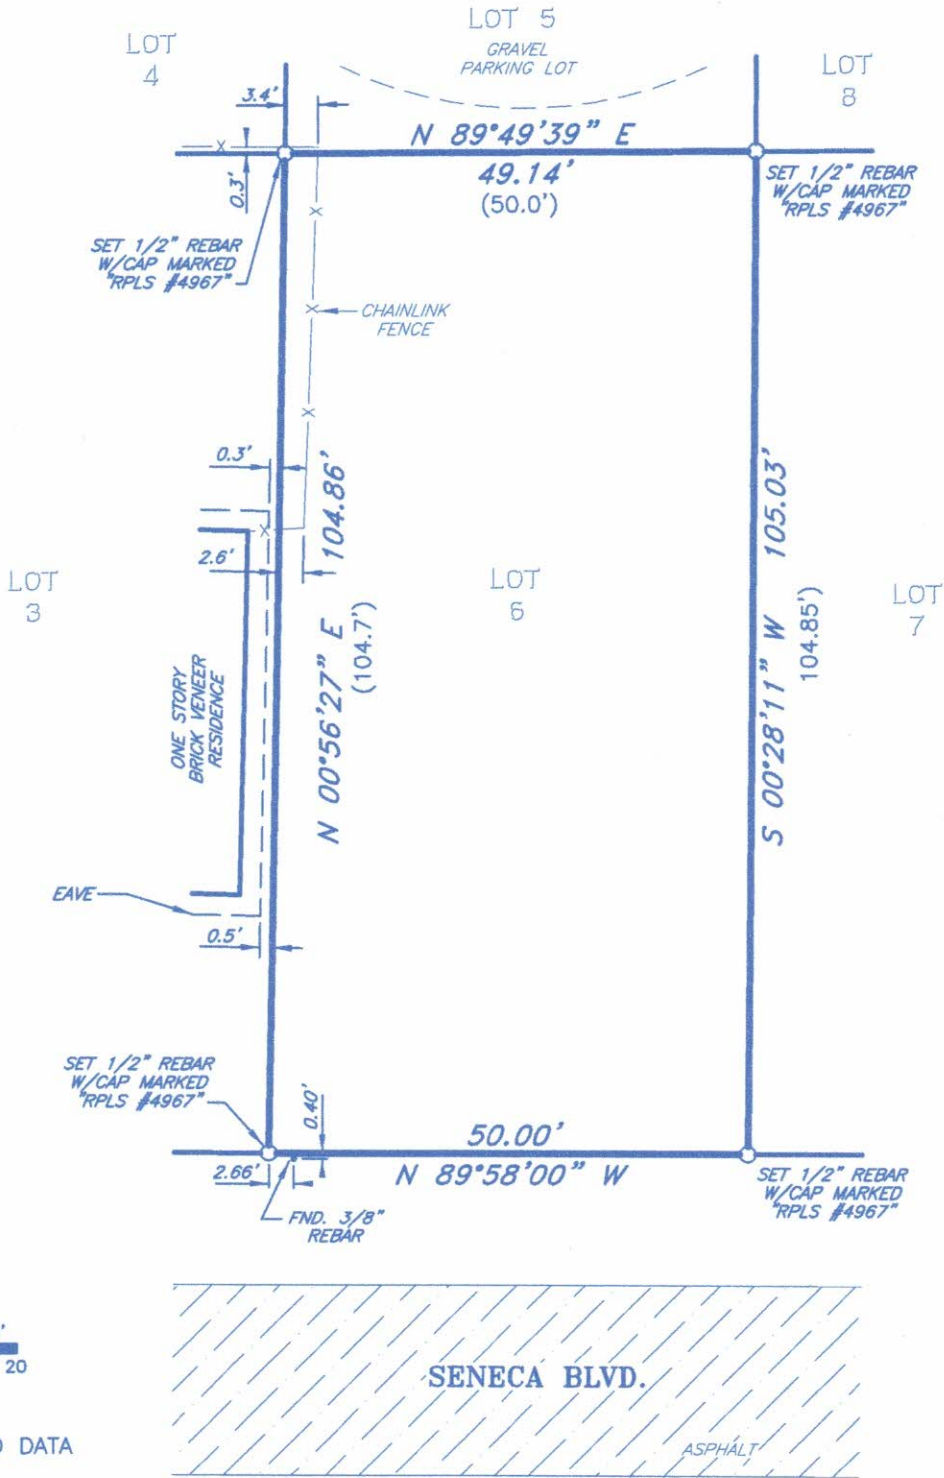 LOT 5
GRAVEL
PARKING LOT
LOT
4
LOT
8
3.4'
N 89°49'39" E
49.14'
(50.0')
0.3'
SET 1/2" REBAR
W/CAP MARKED
"RPLS #4967"
SET 1/2" REBAR
W/CAP MARKED
"RPLS #4967"
CHAINLINK
FENCE
0.3'
104.86'
N 00°56'27" E
(104.7')
2.6'
S 00°28'11" W 105.03'
104.85')
LOT
3
LOT
6
LOT
7
ONE STORY
BRICK VENEER
RESIDENCE
EAVE
0.5'
SET 1/2" REBAR
W/CAP MARKED
"RPLS #4967"
0.40'
50.00'
N 89°58'00" W
2.66'
FND. 3/8"
REBAR
SET 1/2" REBAR
W/CAP MARKED
"RPLS #4967"
20
SENECA BLVD.
ASPHALT
DATA